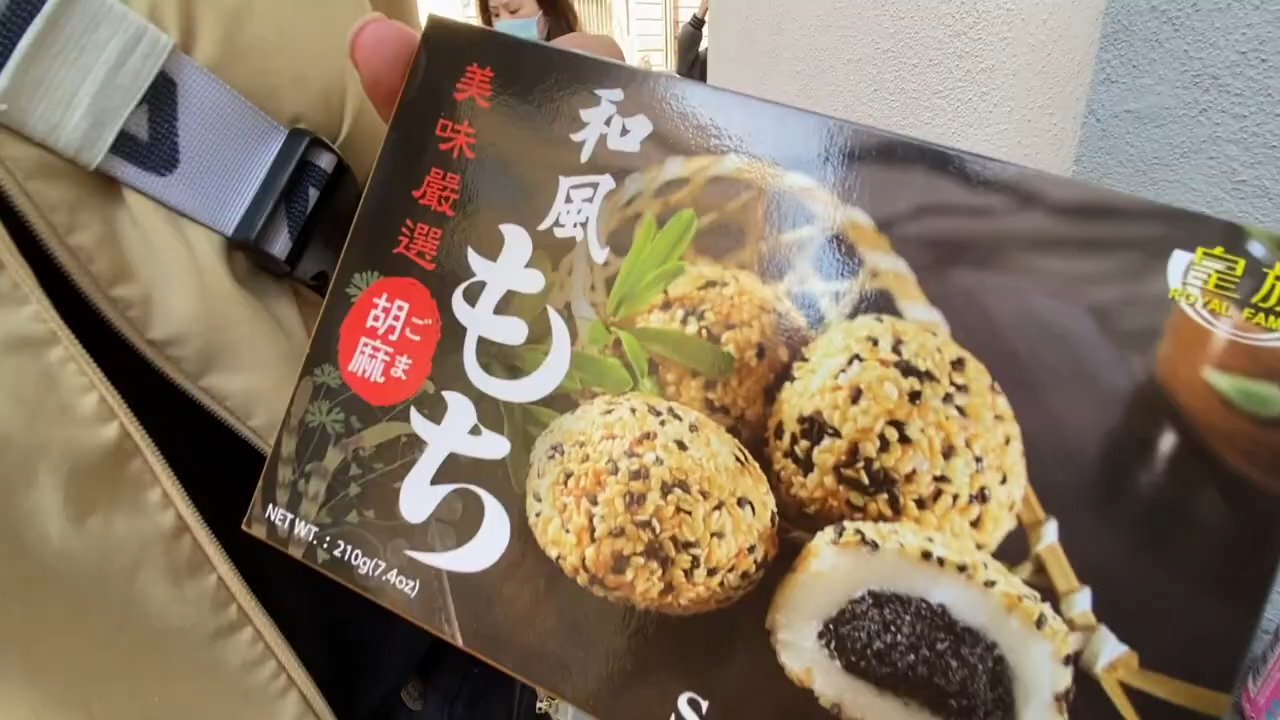 美味嚴選
和風
もち
胡麻
ごま
NET WT.：210g(7.4oz)
皇族
ROYAL FAM
S